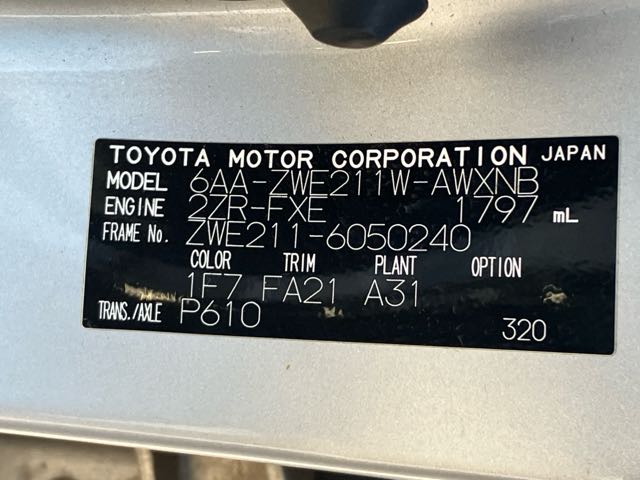 TOYOTA MOTOR CORPORATION JAPAN
MODEL 6AA-ZWE211W-AWXNB
ENGINE 2ZR-FXE 1797 mL
FRAME No. ZWE211-6050240
COLOR TRIM PLANT OPTION
1F7 FA21 A31
TRANS./AXLE P610
320